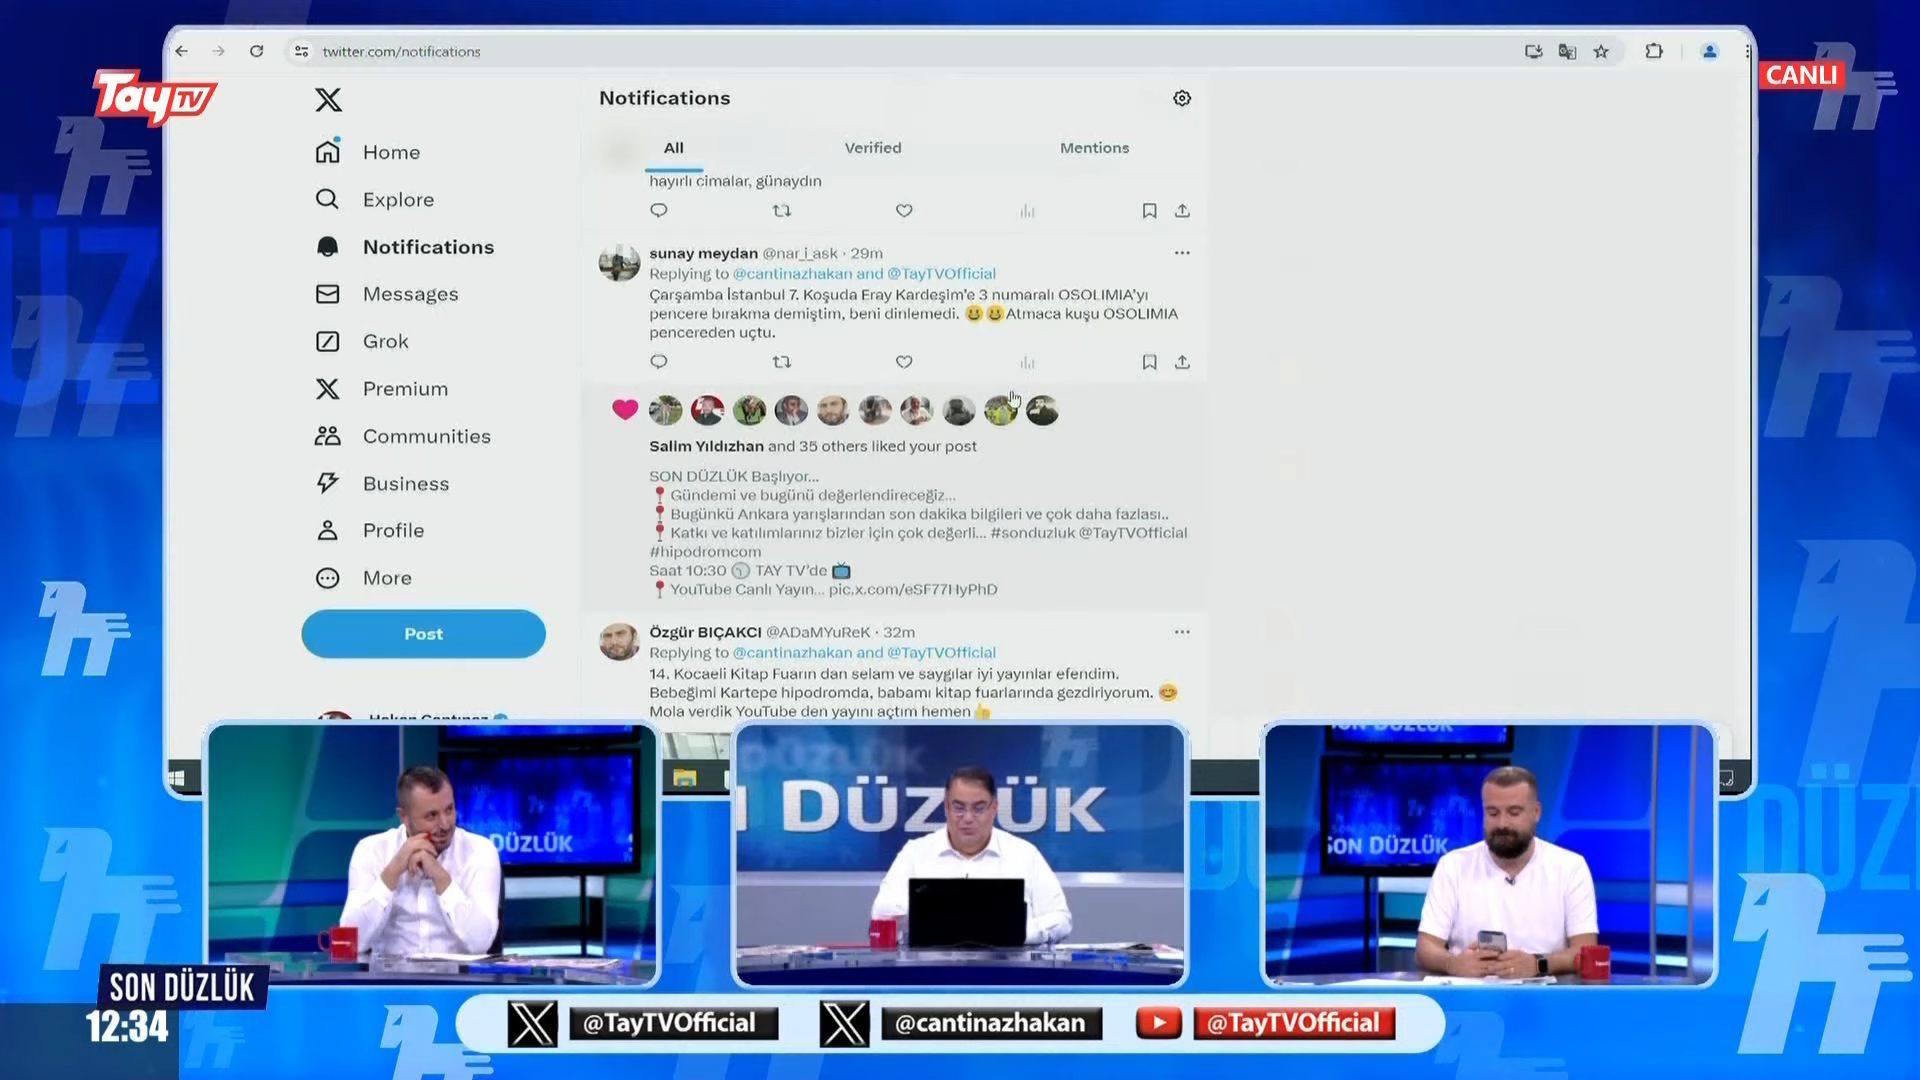 twitter.com/notifications
Tay TV
CANLI
Notifications
All
Verified
Mentions
Home
Explore
Notifications
Messages
Grok
Premium
Communities
Business
Profile
More
Post
hayırlı cimalar, günaydın
sunay meydan @nar_i_ask · 29m
Replying to @cantinazhakan and @TayTVOfficial
Çarşamba İstanbul 7. Koşuda Eray Kardeşim'e 3 numaralı OSOLIMIA'yı
pencere bırakma demiştim, beni dinlemedi. 😀😀Atmaca kuşu OSOLIMIA
pencereden uçtu.
Salim Yıldızhan and 35 others liked your post
SON DÜZLÜK Başlıyor...
📍Gündemi ve bugünü değerlendireceğiz...
📍Bugünkü Ankara yarışlarından son dakika bilgileri ve çok daha fazlası..
📍Katkı ve katılımlarınız bizler için çok değerli... #sonduzluk @TayTVOfficial
#hipodromcom
Saat 10:30 🕥 TAY TV'de 📺
📍YouTube Canlı Yayın... pic.x.com/eSF77HyPhD
Özgür BIÇAKCI @ADaMYuReK · 32m
Replying to @cantinazhakan and @TayTVOfficial
14. Kocaeli Kitap Fuarın dan selam ve saygılar iyi yayınlar efendim.
Bebeğimi Kartepe hipodromda, babamı kitap fuarlarında gezdiriyorum. 😊
Mola verdik YouTube den yayını açtım hemen 👍
Hakan Cantınaz
DÜZLÜK
DÜZLÜK
SON DÜZLÜK
SON DÜZLÜK
12:34
@TayTVOfficial
@cantinazhakan
@TayTVOfficial